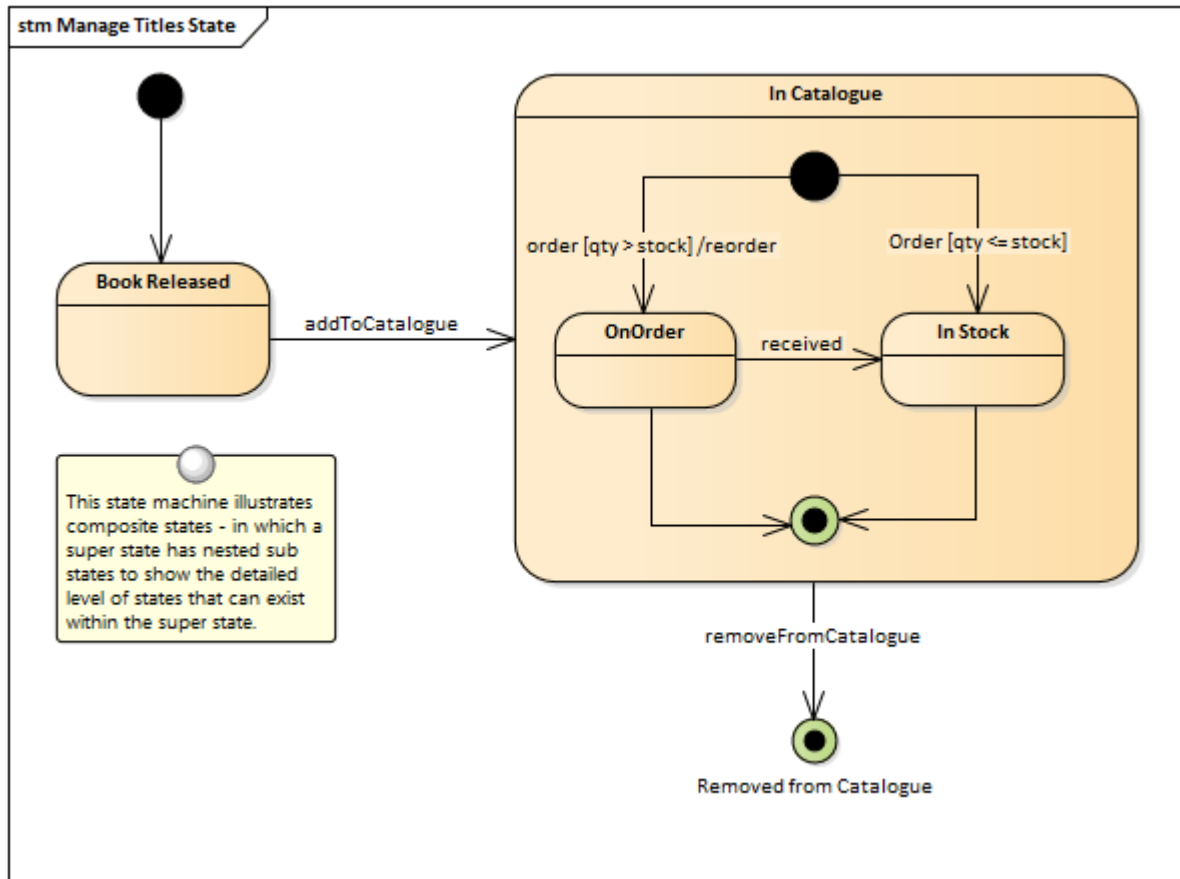 stm Manage Titles State
In Catalogue
order [qty > stock] /reorder
Order [qty <= stock]
Book Released
addToCatalogue
OnOrder
received
In Stock
This state machine illustrates
composite states - in which a
super state has nested sub
states to show the detailed
level of states that can exist
within the super state.
removeFromCatalogue
Removed from Catalogue